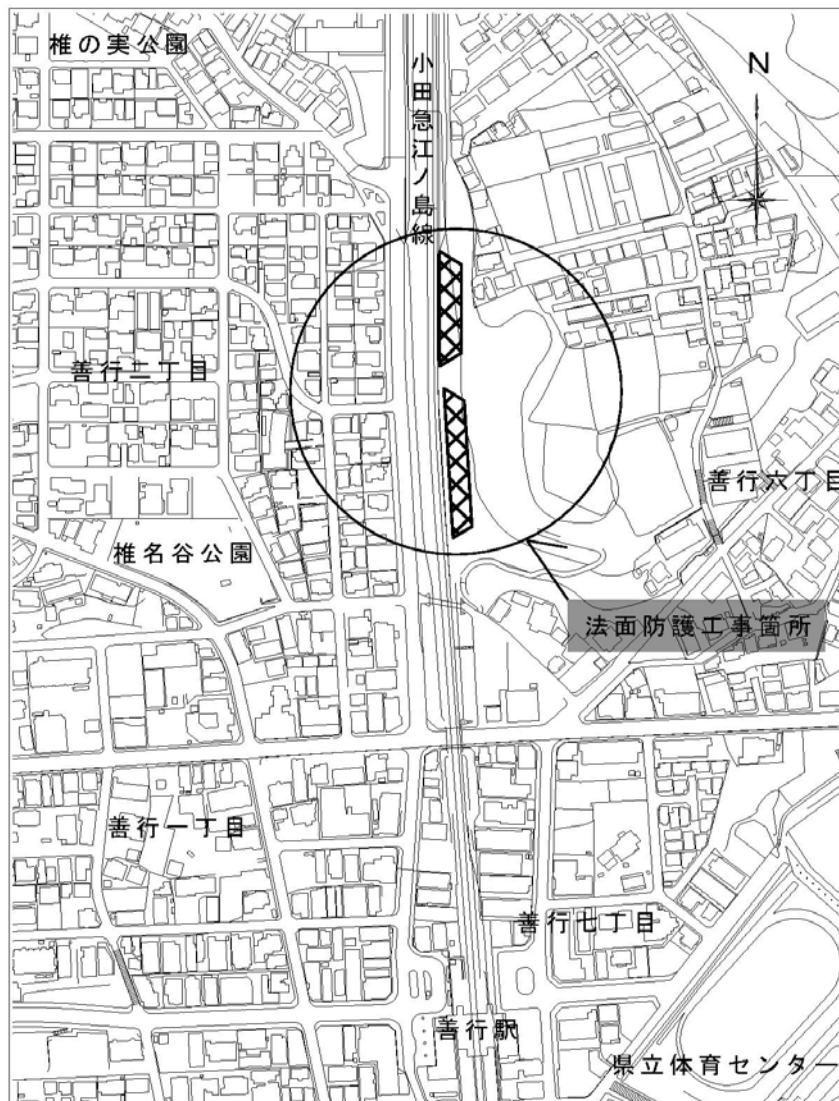 椎の実公園
小田急江ノ島線
N
善行二丁目
善行六丁目
椎名谷公園
法面防護工事箇所
善行一丁目
善行七丁目
善行駅
県立体育センター